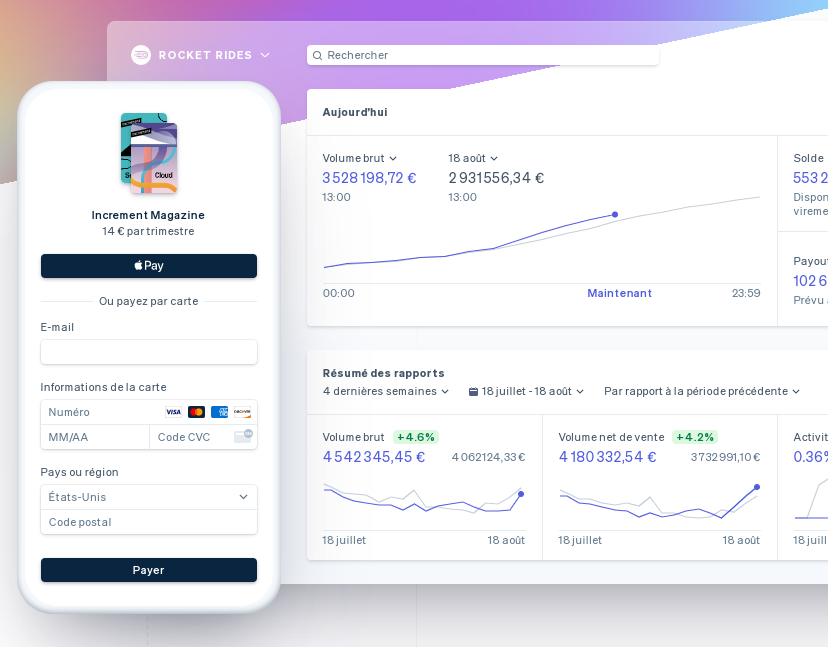 ROCKET RIDES
Rechercher
Increment Magazine
14 € par trimestre
Pay
Ou payez par carte
E-mail
Informations de la carte
Numéro
VISA
MM/AA
Code CVC
Pays ou région
États-Unis
Code postal
Payer
Cloud
Aujourd'hui
Volume brut
18 août
3 528 198,72 €
2 931 556,34 €
13:00
13:00
00:00
Maintenant
23:59
Solde
553 2
Dispon
vireme
Payou
102 6
Prévu a
Résumé des rapports
4 dernières semaines
18 juillet - 18 août
Par rapport à la période précédente
Volume brut
+4.6%
4 542 345,45 €
4 062 124,33 €
18 juillet
18 août
Volume net de vente
+4.2%
4 180 332,54 €
3 732 991,10 €
18 juillet
18 août
Activit
0.36%
18 juill